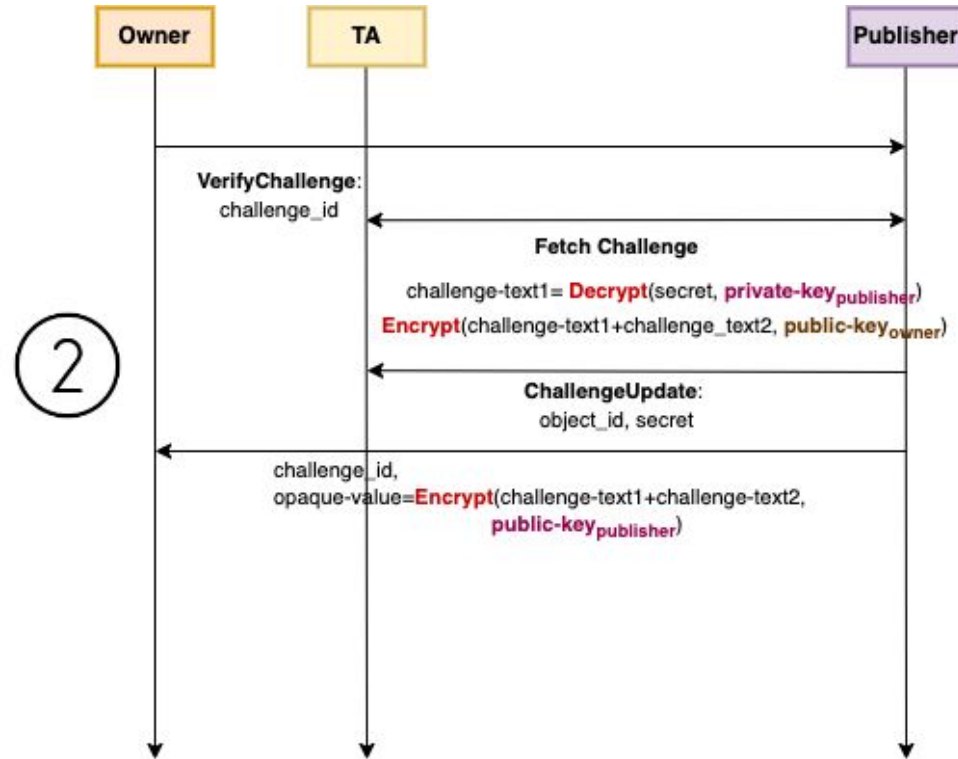 Owner
TA
Publisher
VerifyChallenge:
challenge_id
Fetch Challenge
challenge-text1= Decrypt(secret, private-keypublisher)
Encrypt(challenge-text1+challenge_text2, public-keyowner)
2
ChallengeUpdate:
object_id, secret
challenge_id,
opaque-value=Encrypt(challenge-text1+challenge-text2,
public-keypublisher)